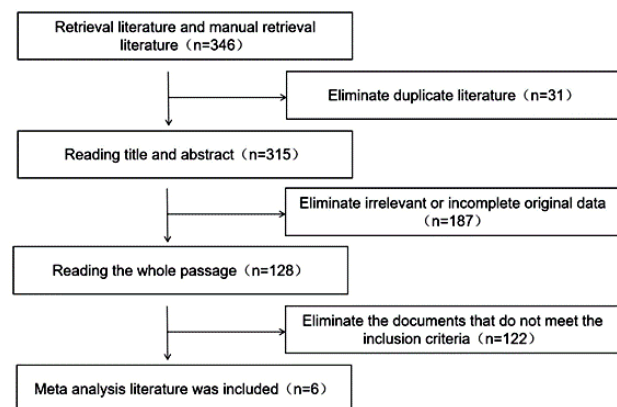 Retrieval literature and manual retrieval
literature（n=346）
Eliminate duplicate literature（n=31）
Reading title and abstract（n=315）
Eliminate irrelevant or incomplete original data
（n=187）
Reading the whole passage（n=128）
Eliminate the documents that do not meet the
inclusion criteria（n=122）
Meta analysis literature was included（n=6）